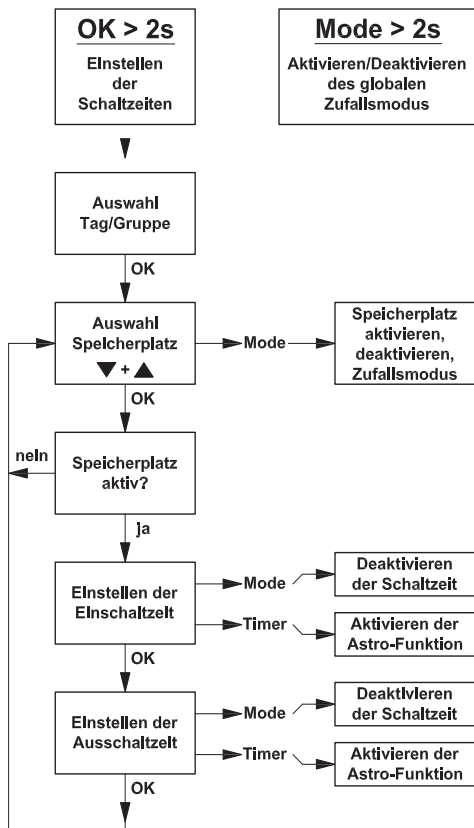 OK > 2s
Einstellen
der
Schaltzeiten
Mode > 2s
Aktivieren/Deaktivieren
des globalen
Zufallsmodus
Auswahl
Tag/Gruppe
OK
Auswahl
Speicherplatz
▼ + ▲
Mode
Speicherplatz
aktivieren,
deaktivieren,
Zufallsmodus
OK
nein
Speicherplatz
aktiv?
ja
Einstellen der
Einschaltzeit
Mode
Deaktivieren
der Schaltzeit
Timer
Aktivieren der
Astro-Funktion
OK
Einstellen der
Ausschaltzeit
Mode
Deaktivieren
der Schaltzeit
Timer
Aktivieren der
Astro-Funktion
OK